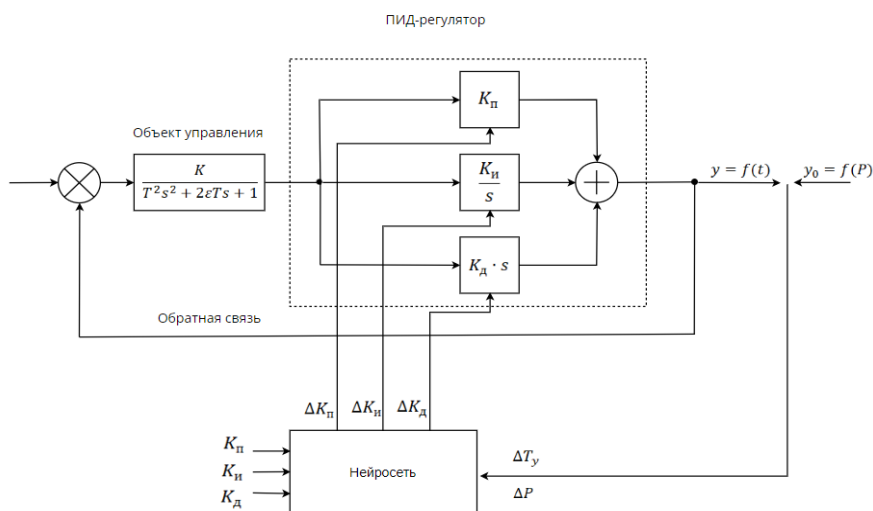 ПИД-регулятор
Kп
Объект управления
K
T²s² + 2εTs + 1
Kи
s
y = f(t)
y₀ = f(P)
Kд · s
Обратная связь
ΔKп
ΔKи
ΔKд
Kп
Kи
Kд
Нейросеть
ΔTy
ΔP